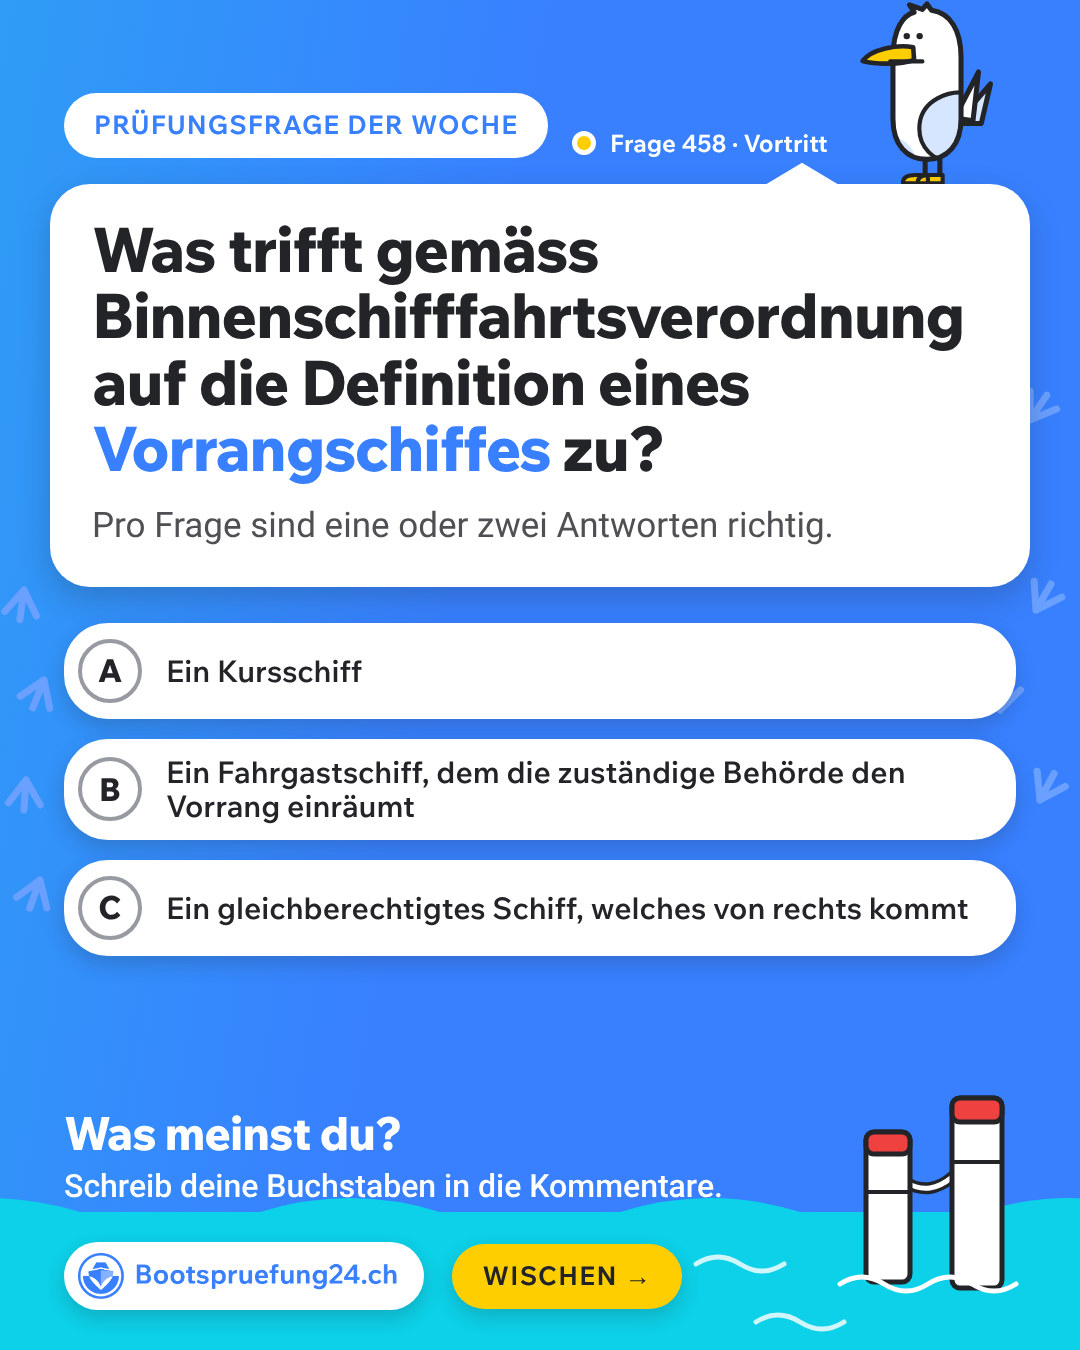 PRÜFUNGSFRAGE DER WOCHE
Frage 458 · Vortritt
Was trifft gemäss
Binnenschifffahrtsverordnung
auf die Definition eines
Vorrangschiffes zu?
Pro Frage sind eine oder zwei Antworten richtig.
A Ein Kursschiff
B Ein Fahrgastschiff, dem die zuständige Behörde den
Vorrang einräumt
C Ein gleichberechtigtes Schiff, welches von rechts kommt
Was meinst du?
Schreib deine Buchstaben in die Kommentare.
Bootspruefung24.ch
WISCHEN →